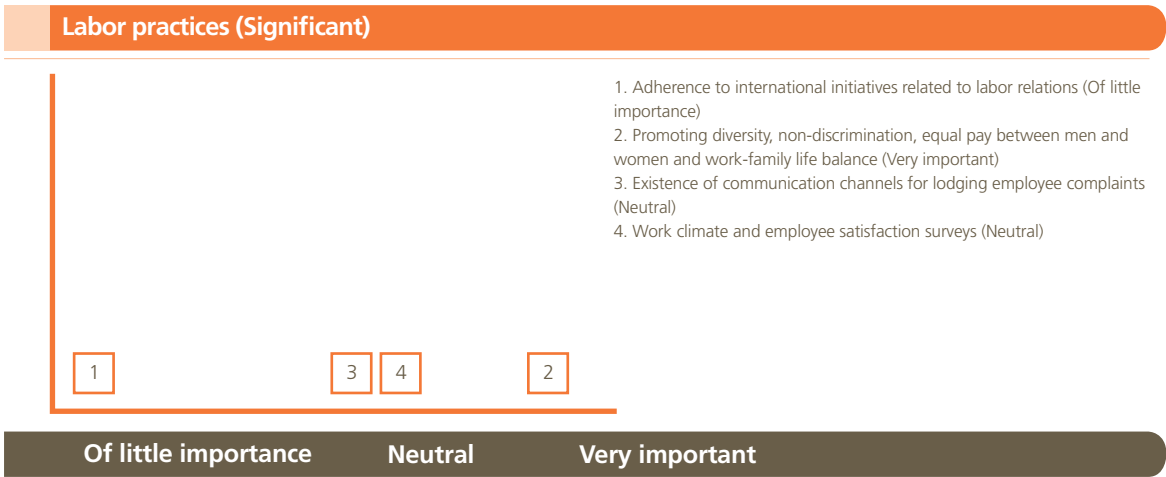 Labor practices (Significant)
1. Adherence to international initiatives related to labor relations (Of little
importance)
2. Promoting diversity, non-discrimination, equal pay between men and
women and work-family life balance (Very important)
3. Existence of communication channels for lodging employee complaints
(Neutral)
4. Work climate and employee satisfaction surveys (Neutral)
1 3 4 2
Of little importance Neutral Very important